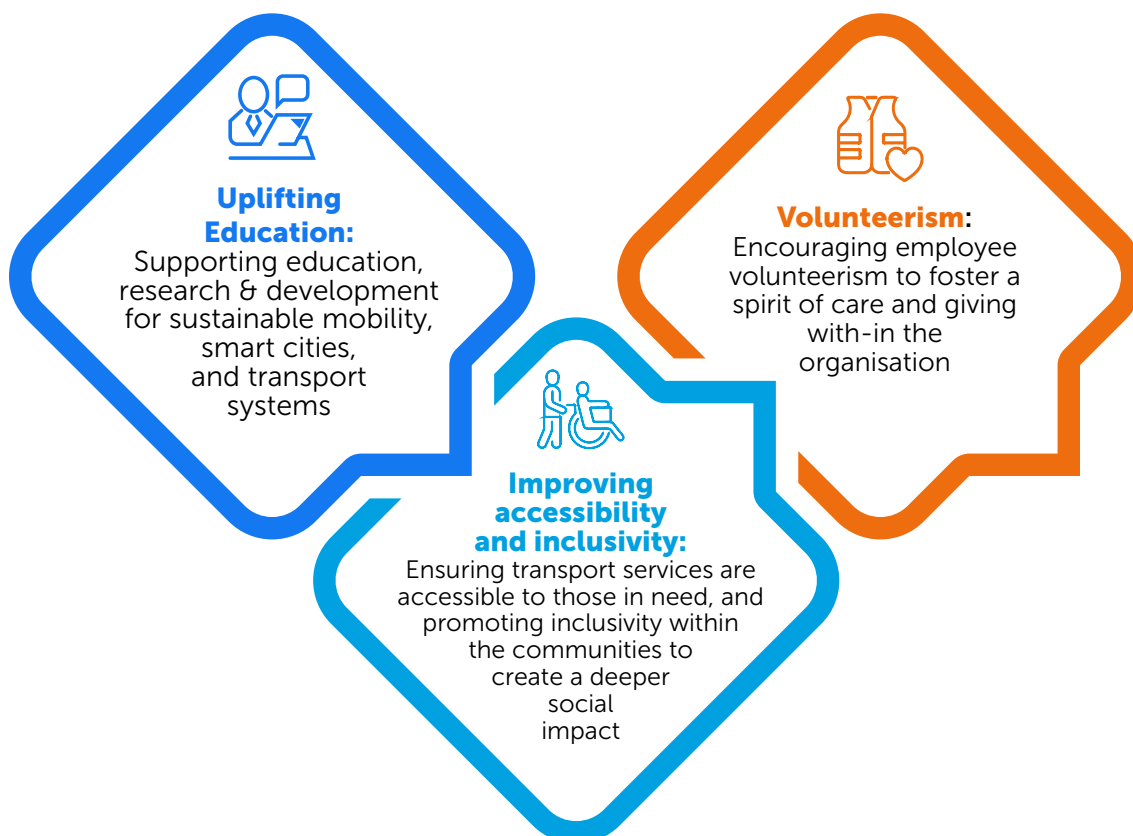 Uplifting
Education:
Supporting education,
research & development
for sustainable mobility,
smart cities,
and transport
systems
Volunteerism:
Encouraging employee
volunteerism to foster a
spirit of care and giving
with-in the
organisation
Improving
accessibility
and inclusivity:
Ensuring transport services are
accessible to those in need, and
promoting inclusivity within
the communities to
create a deeper
social
impact